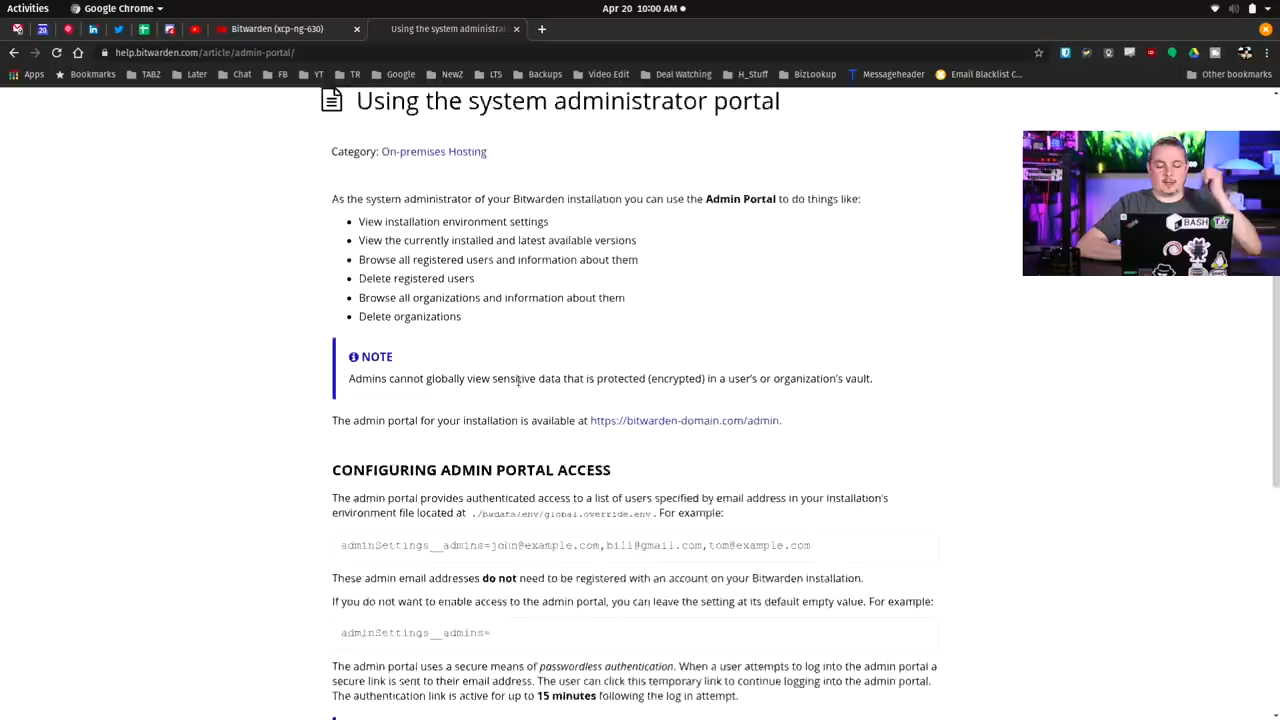 Activities
Google Chrome
Apr 20 10:00 AM
Bitwarden (xcp-ng-630)
Using the system administra
help.bitwarden.com/article/admin-portal/
Apps
Bookmarks
TABZ
Later
Chat
FB
YT
TR
Google
NewZ
LTS
Backups
Video Edit
Deal Watching
H_Stuff
BizLookup
Messageheader
Email Blacklist C...
Other bookmarks
Using the system administrator portal
Category: On-premises Hosting
As the system administrator of your Bitwarden installation you can use the Admin Portal to do things like:
• View installation environment settings
• View the currently installed and latest available versions
• Browse all registered users and information about them
• Delete registered users
• Browse all organizations and information about them
• Delete organizations
NOTE
Admins cannot globally view sensitive data that is protected (encrypted) in a user's or organization's vault.
The admin portal for your installation is available at https://bitwarden-domain.com/admin.
CONFIGURING ADMIN PORTAL ACCESS
The admin portal provides authenticated access to a list of users specified by email address in your installation's
environment file located at ./bwdata/env/global.override.env. For example:
adminSettings__admins=john@example.com,bill@gmail.com,tom@example.com
These admin email addresses do not need to be registered with an account on your Bitwarden installation.
If you do not want to enable access to the admin portal, you can leave the setting at its default empty value. For example:
adminSettings__admins=
The admin portal uses a secure means of passwordless authentication. When a user attempts to log into the admin portal a
secure link is sent to their email address. The user can click this temporary link to continue logging into the admin portal.
The authentication link is active for up to 15 minutes following the log in attempt.
BASH